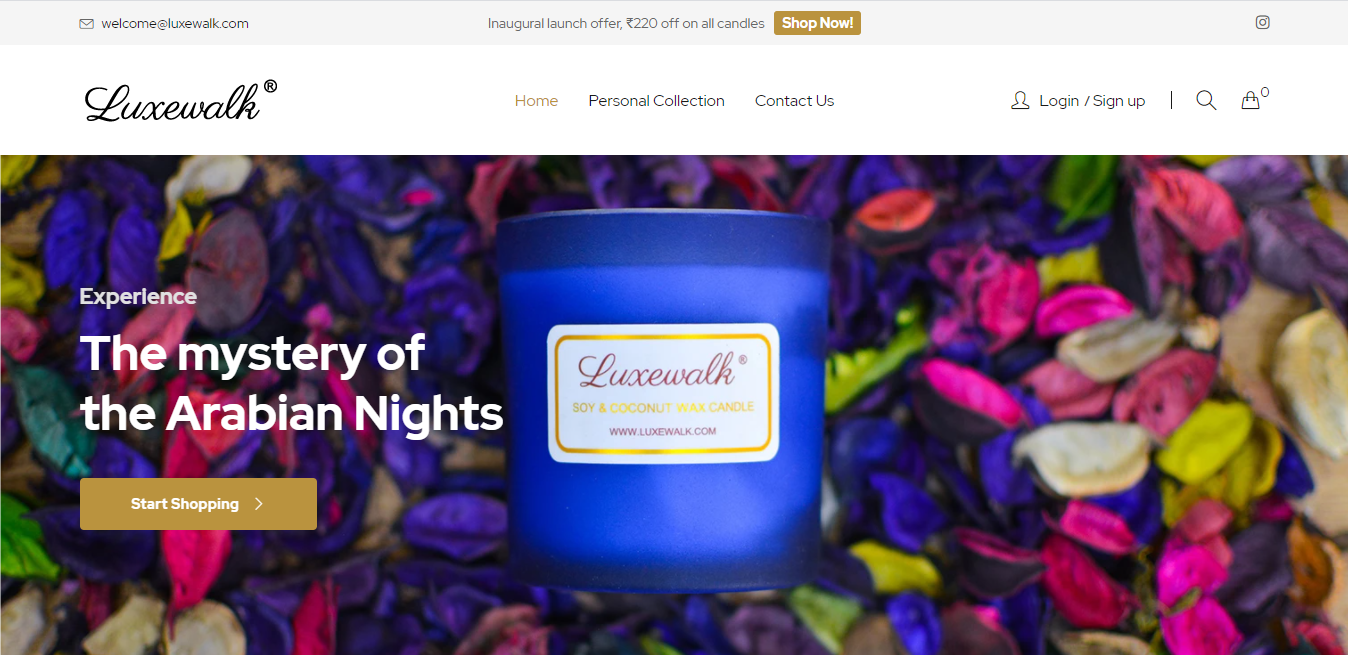 welcome@luxewalk.com
Inaugural launch offer, ₹220 off on all candles
Shop Now!
Luxewalk®
Home
Personal Collection
Contact Us
Login / Sign up
0
Experience
The mystery of
the Arabian Nights
Start Shopping
Luxewalk®
SOY & COCONUT WAX CANDLE
WWW.LUXEWALK.COM